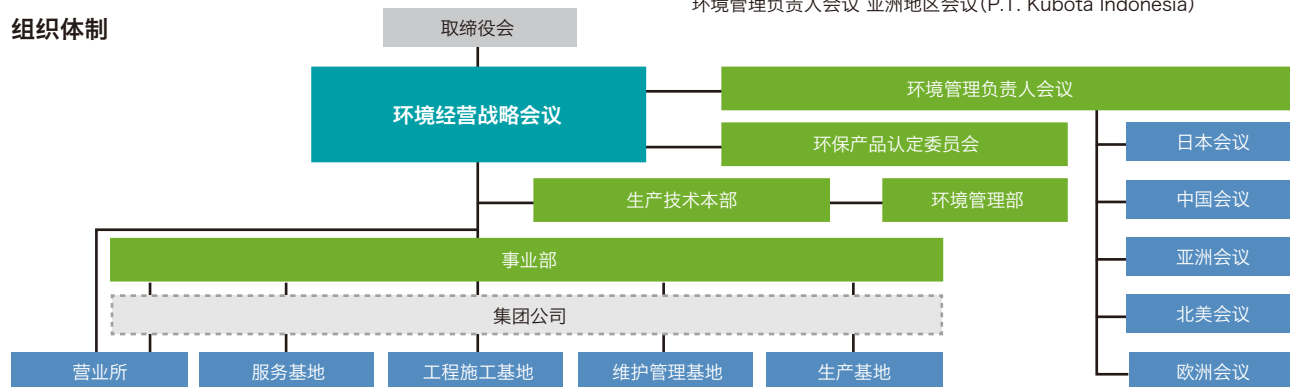 环境管理负责人会议 亚洲地区会议(P.T. Kubota Indonesia)
组织体制
取缔役会
环境经营战略会议
环境管理负责人会议
环保产品认定委员会
日本会议
生产技术本部
环境管理部
中国会议
事业部
亚洲会议
集团公司
北美会议
营业所
服务基地
工程施工基地
维护管理基地
生产基地
欧洲会议